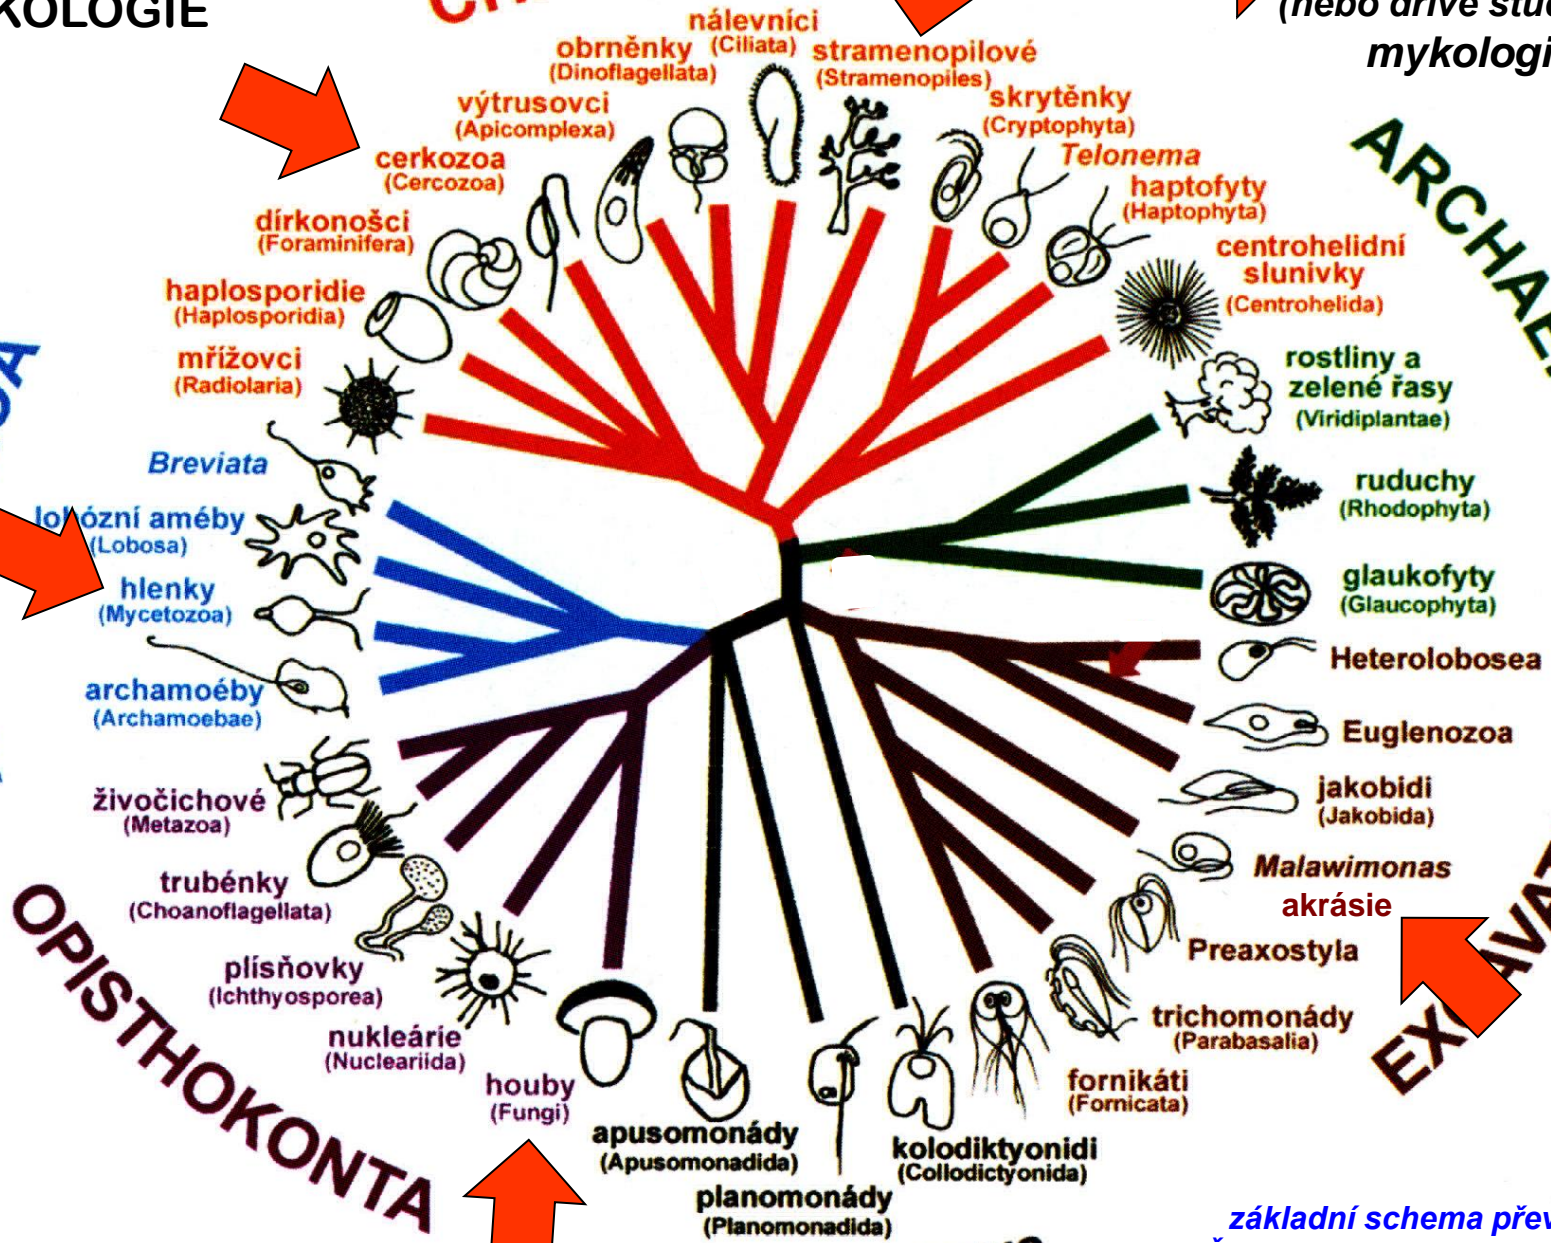 KOLOGIE
mykologi
nálevníci
(Ciliata)
obrněnky
(Dinoflagellata)
stramenopilové
(Stramenopiles)
výtrusovci
(Apicomplexa)
skrytěnky
(Cryptophyta)
cerkozoa
(Cercozoa)
Telonema
haptofyty
(Haptophyta)
dírkonošci
(Foraminifera)
centrohelidní
slunivky
(Centrohelida)
haplosporidie
(Haplosporidia)
mřížovci
(Radiolaria)
rostliny a
zelené řasy
(Viridiplantae)
Breviata
ruduchy
(Rhodophyta)
lobózní améby
(Lobosa)
hlenky
(Mycetozoa)
glaukofyty
(Glaucophyta)
Heterolobosea
archamoéby
(Archamoebae)
Euglenozoa
živočichové
(Metazoa)
jakobidi
(Jakobida)
Malawimonas
akrásie
trubénky
(Choanoflagellata)
Preaxostyla
plísňovky
(Ichthyosporea)
trichomonády
(Parabasalia)
nukleárie
(Nucleariida)
fornikáti
(Fornicata)
houby
(Fungi)
apusomonády
(Apusomonadida)
kolodiktyonidi
(Collodictyonida)
planomonády
(Planomonadida)
OPISTHOKONTA
ARCHAE
základní schema přev